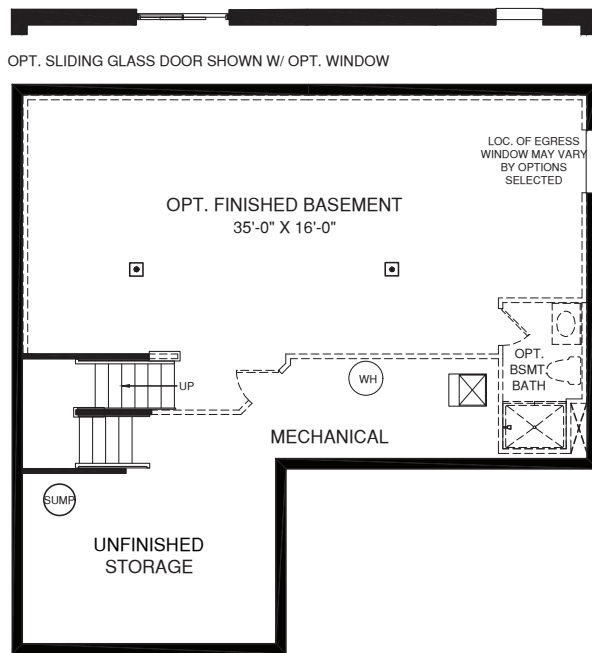 OPT. SLIDING GLASS DOOR SHOWN W/ OPT. WINDOW
LOC. OF EGRESS
WINDOW MAY VARY
BY OPTIONS
SELECTED
OPT. FINISHED BASEMENT
35'-0" X 16'-0"
OPT.
BSMT.
BATH
UP
WH
MECHANICAL
SUMP
UNFINISHED
STORAGE